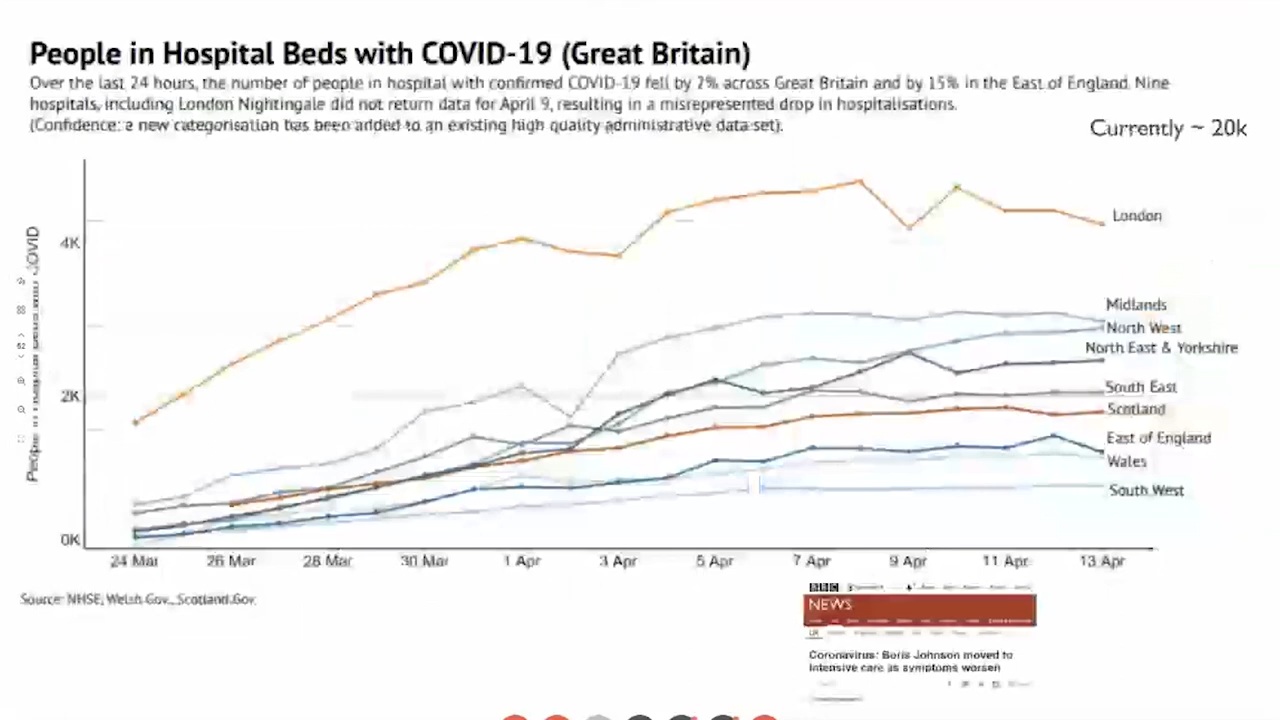 People in Hospital Beds with COVID-19 (Great Britain)
Over the last 24 hours, the number of people in hospital with confirmed COVID-19 fell by 2% across Great Britain and by 15% in the East of England. Nine
hospitals, including London Nightingale did not return data for April 9, resulting in a misrepresented drop in hospitalisations.
(Confidence: a new categorisation has been added to an existing high quality administrative data set).
Currently ~ 20k
COVID
People
4K
2K
0K
London
Midlands
North West
North East & Yorkshire
South East
Scotland
East of England
Wales
South West
24 Mar
26 Mar
28 Mar
30 Mar
1 Apr
3 Apr
5 Apr
7 Apr
9 Apr
11 Apr
13 Apr
Source: NHSE, Welsh Gov., Scotland Gov.
BBC
NEWS
UK
Coronavirus: Boris Johnson moved to
intensive care as symptoms worsen